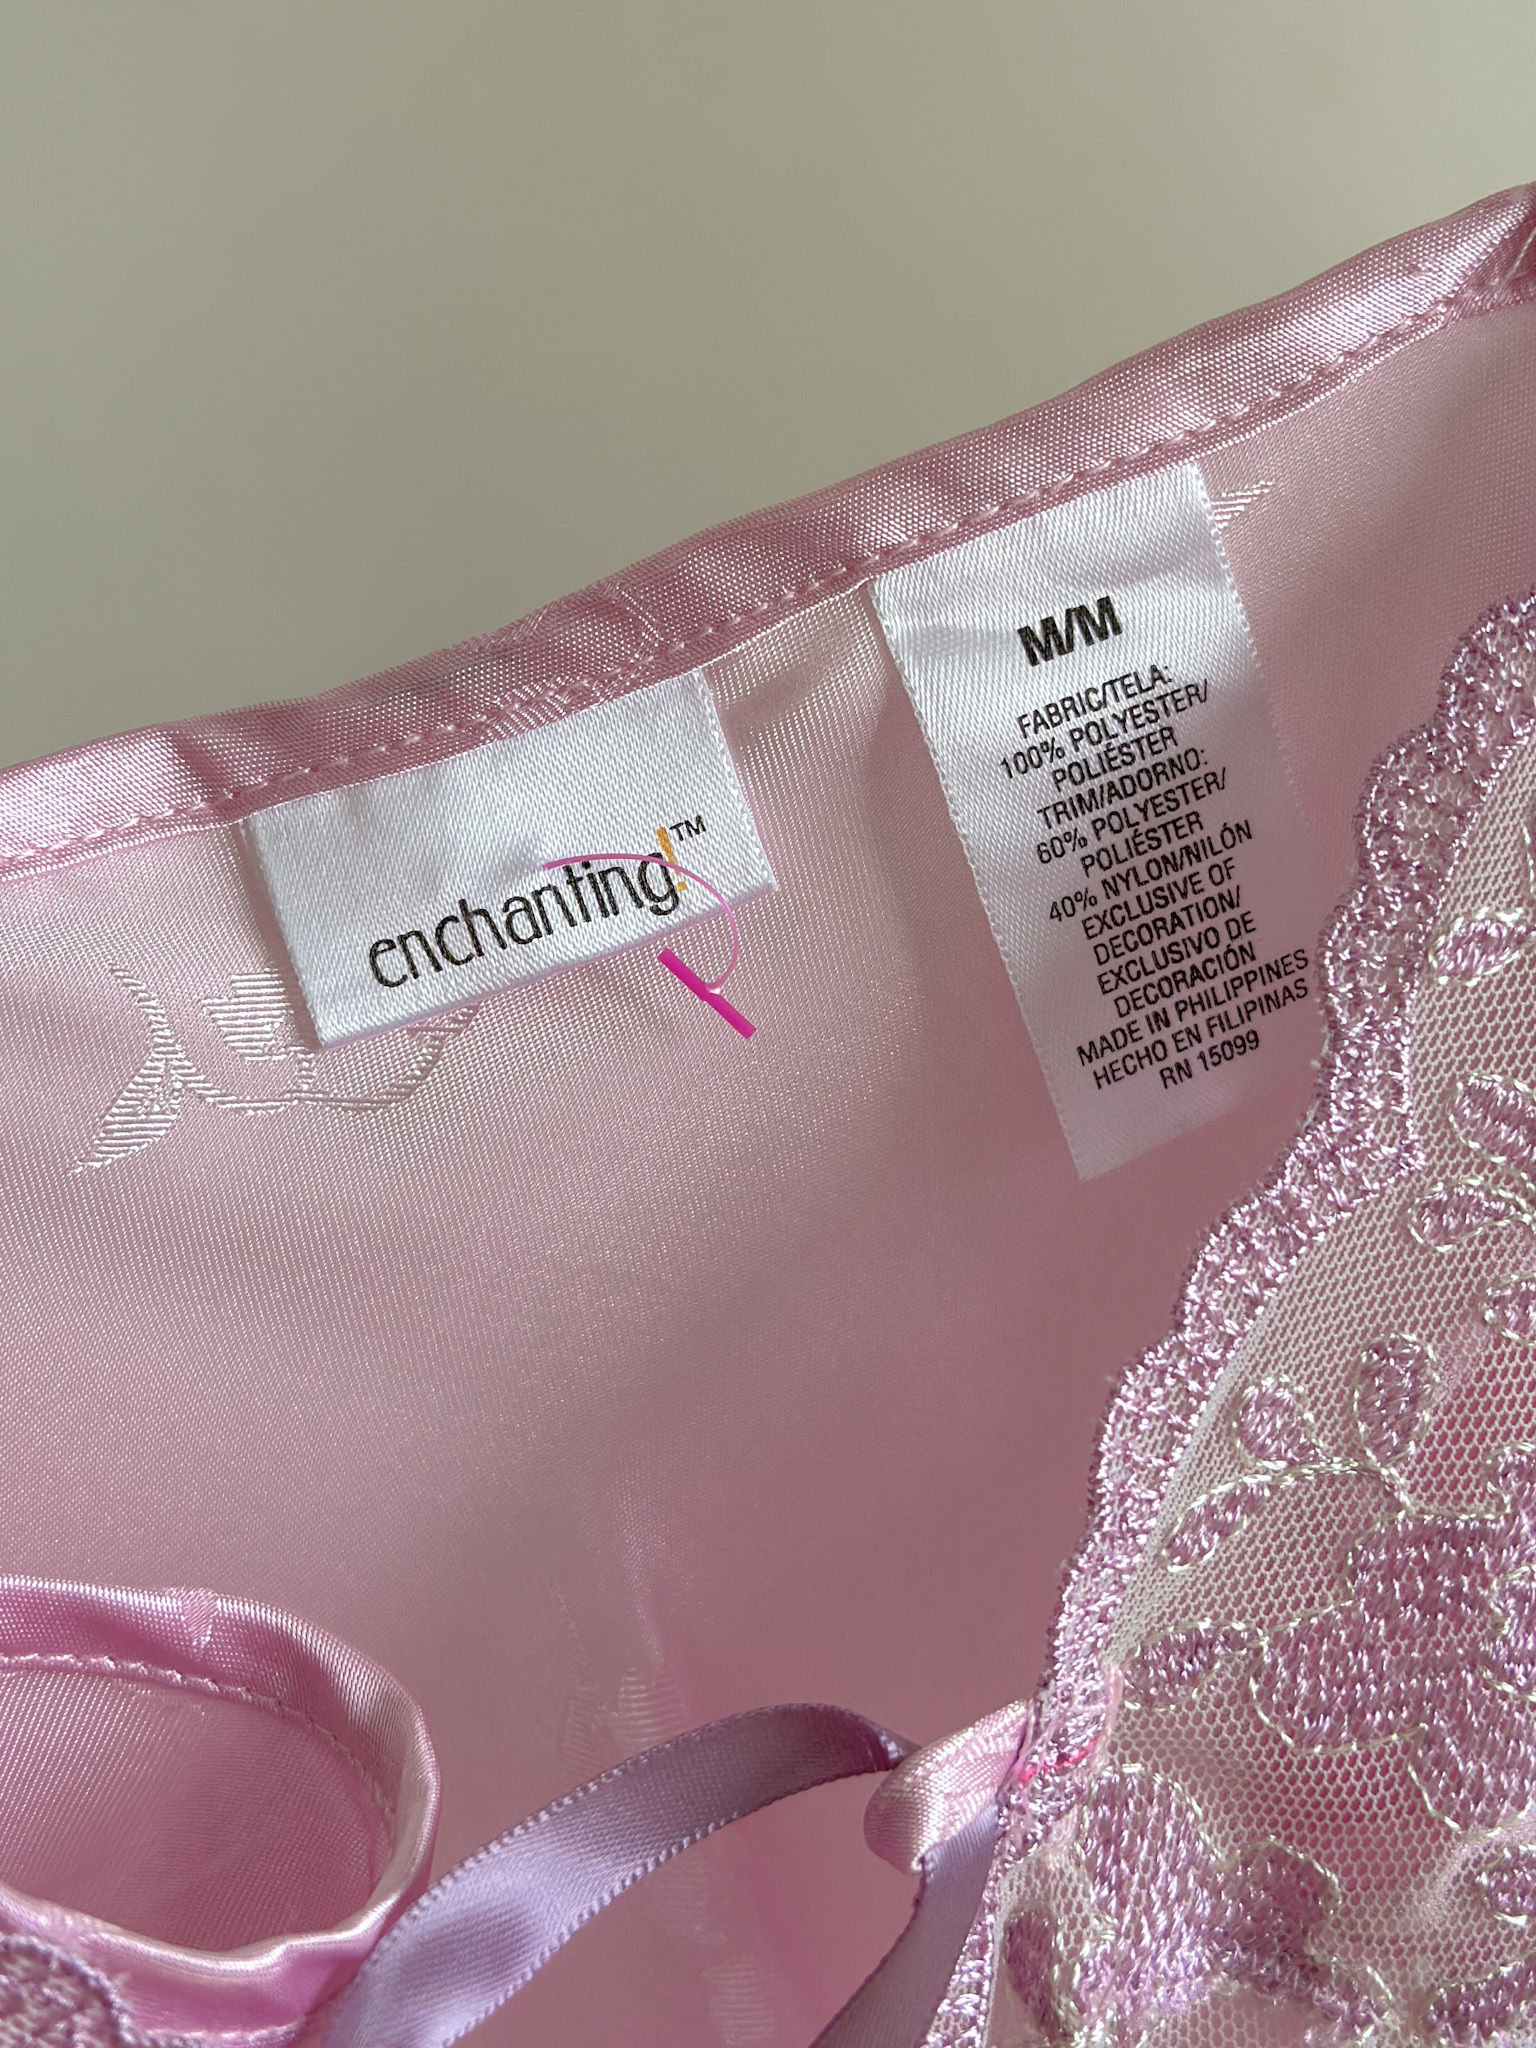 enchanting!™
M/M
FABRIC/TELA:
100% POLYESTER/
POLIÉSTER
TRIM/ADORNO:
60% POLYESTER/
POLIÉSTER
40% NYLON/NILÓN
EXCLUSIVE OF
DECORATION/
EXCLUSIVO DE
DECORACIÓN
MADE IN PHILIPPINES
HECHO EN FILIPINAS
RN 15099